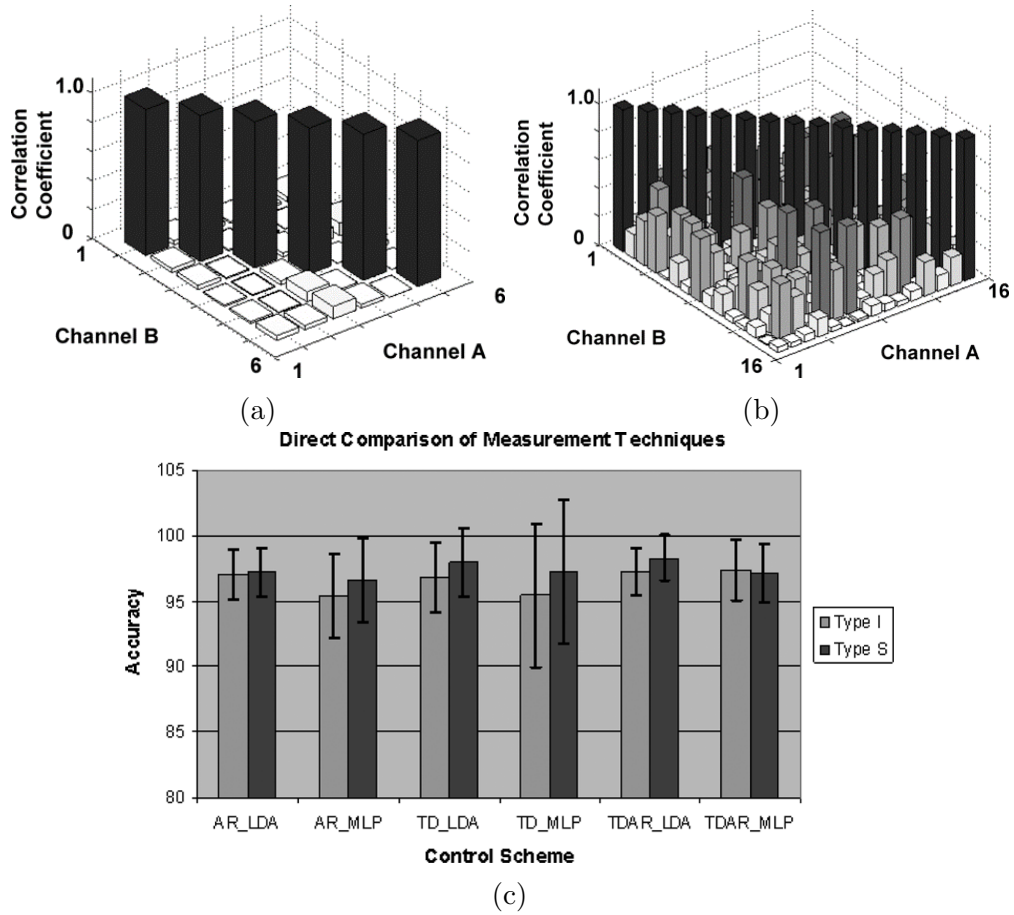 1.0
Correlation
Coefficient
0
1
Channel B
6
1
Channel A
6
(a)
1.0
Correlation
Coefficient
0
1
Channel B
16
1
Channel A
16
(b)
Direct Comparison of Measurement Techniques
105
100
95
90
85
80
Accuracy
AR_LDA AR_MLP TD_LDA TD_MLP TDAR_LDA TDAR_MLP
Control Scheme
Type I
Type S
(c)